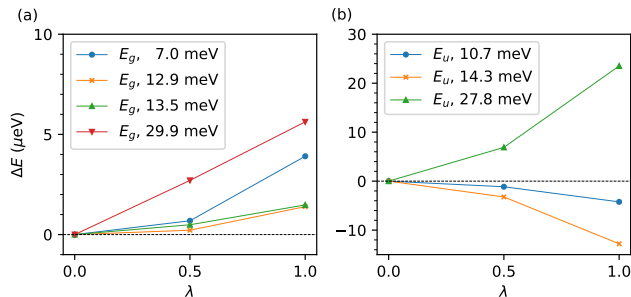 (a)
10
5
0
ΔE (μeV)
E_g, 7.0 meV
E_g, 12.9 meV
E_g, 13.5 meV
E_g, 29.9 meV
0.0 0.5 1.0
λ
(b)
30
20
10
0
−10
E_u, 10.7 meV
E_u, 14.3 meV
E_u, 27.8 meV
0.0 0.5 1.0
λ